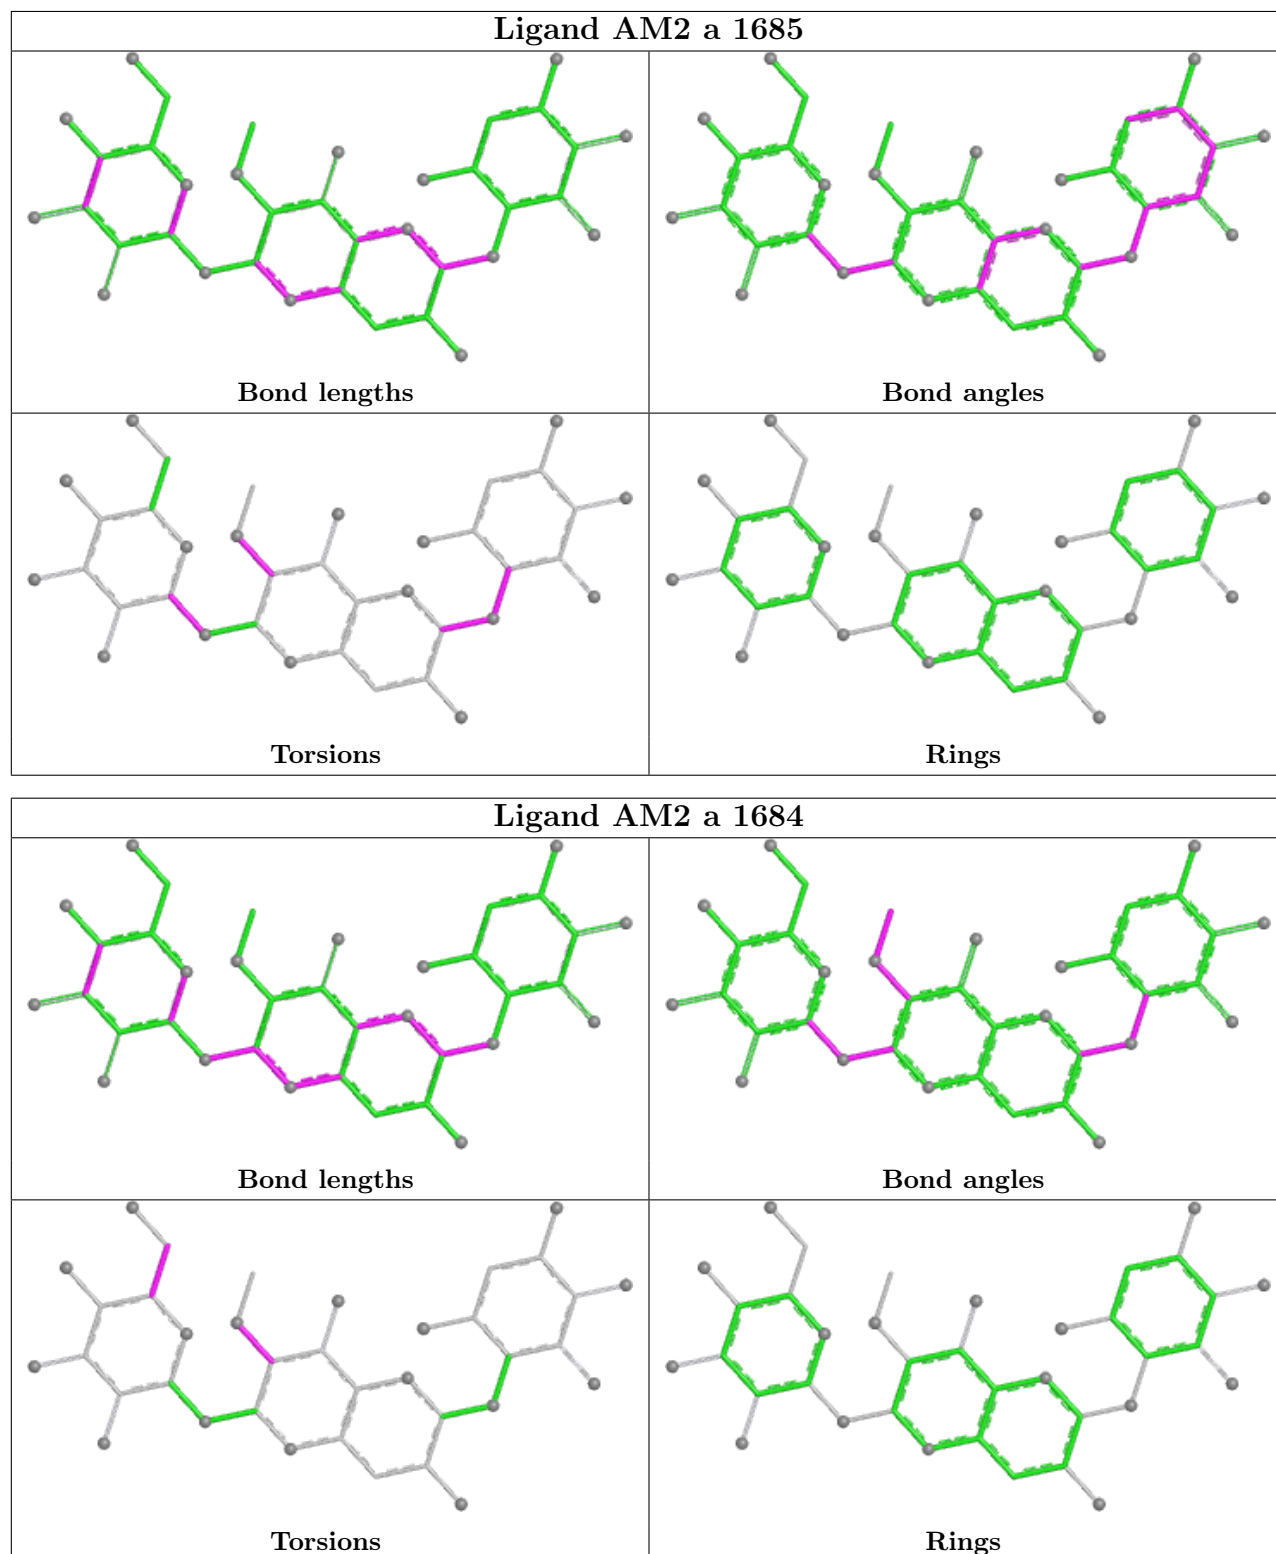 Ligand AM2 a 1685
Bond lengths
Bond angles
Torsions
Rings
Ligand AM2 a 1684
Bond lengths
Bond angles
Torsions
Rings